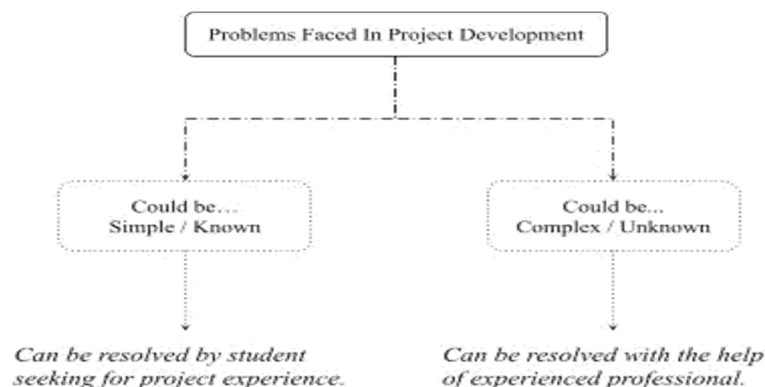 Problems Faced In Project Development
Could be...
Simple / Known
Could be...
Complex / Unknown
Can be resolved by student
seeking for project experience.
Can be resolved with the help
of experienced professional.